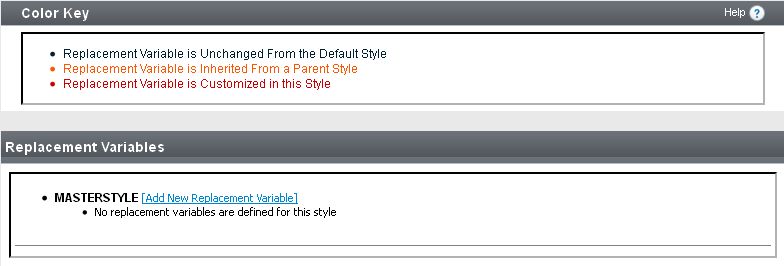 Color Key
Help ?
Replacement Variable is Unchanged From the Default Style
Replacement Variable is Inherited From a Parent Style
Replacement Variable is Customized in this Style
Replacement Variables
MASTERSTYLE [Add New Replacement Variable]
No replacement variables are defined for this style